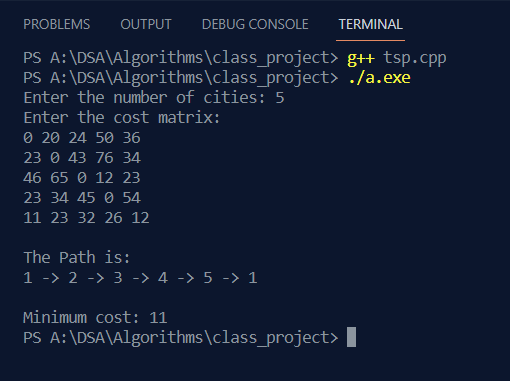 PROBLEMS OUTPUT DEBUG CONSOLE TERMINAL
PS A:\DSA\Algorithms\class_project> g++ tsp.cpp
PS A:\DSA\Algorithms\class_project> ./a.exe
Enter the number of cities: 5
Enter the cost matrix:
0 20 24 50 36
23 0 43 76 34
46 65 0 12 23
23 34 45 0 54
11 23 32 26 12
The Path is:
1 -> 2 -> 3 -> 4 -> 5 -> 1
Minimum cost: 11
PS A:\DSA\Algorithms\class_project>